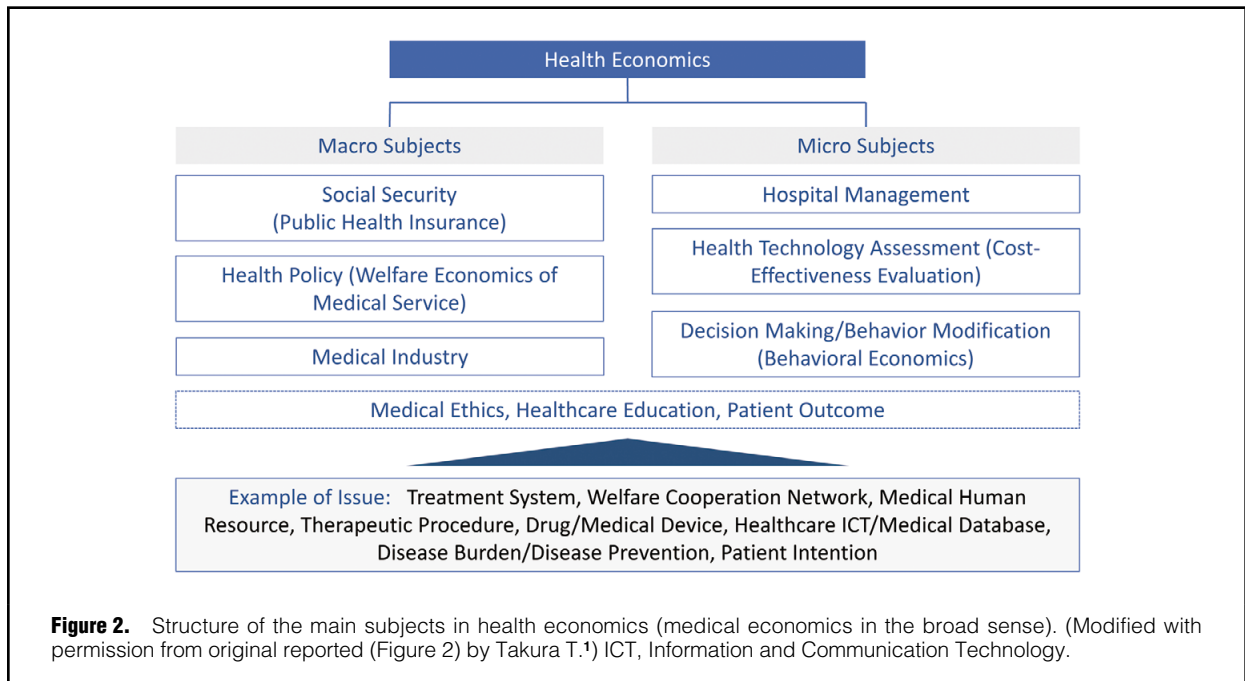 Health Economics
Macro Subjects
Social Security
(Public Health Insurance)
Health Policy (Welfare Economics of
Medical Service)
Medical Industry
Micro Subjects
Hospital Management
Health Technology Assessment (Cost-
Effectiveness Evaluation)
Decision Making/Behavior Modification
(Behavioral Economics)
Medical Ethics, Healthcare Education, Patient Outcome
Example of Issue: Treatment System, Welfare Cooperation Network, Medical Human
Resource, Therapeutic Procedure, Drug/Medical Device, Healthcare ICT/Medical Database,
Disease Burden/Disease Prevention, Patient Intention
Figure 2. Structure of the main subjects in health economics (medical economics in the broad sense). (Modified with
permission from original reported (Figure 2) by Takura T.1) ICT, Information and Communication Technology.